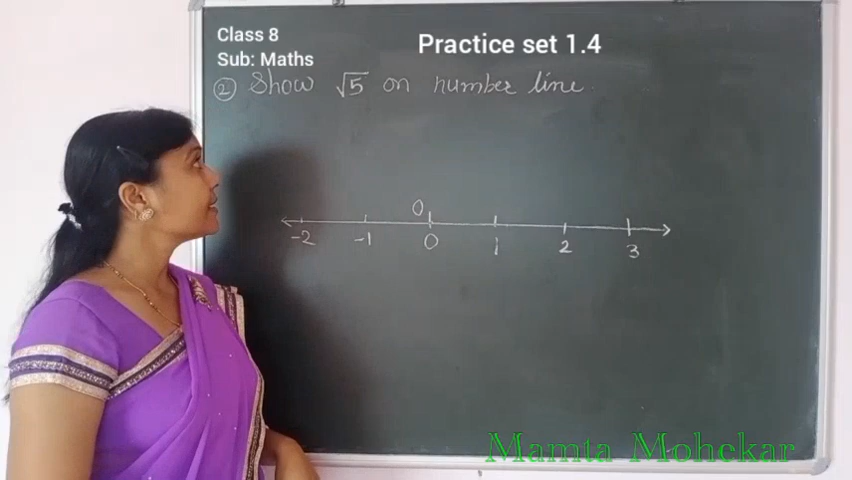 Class 8
Practice set 1.4
Sub: Maths
② Show √5 on number line.
O
-2 -1 0 1 2 3
Mamta Mohekar